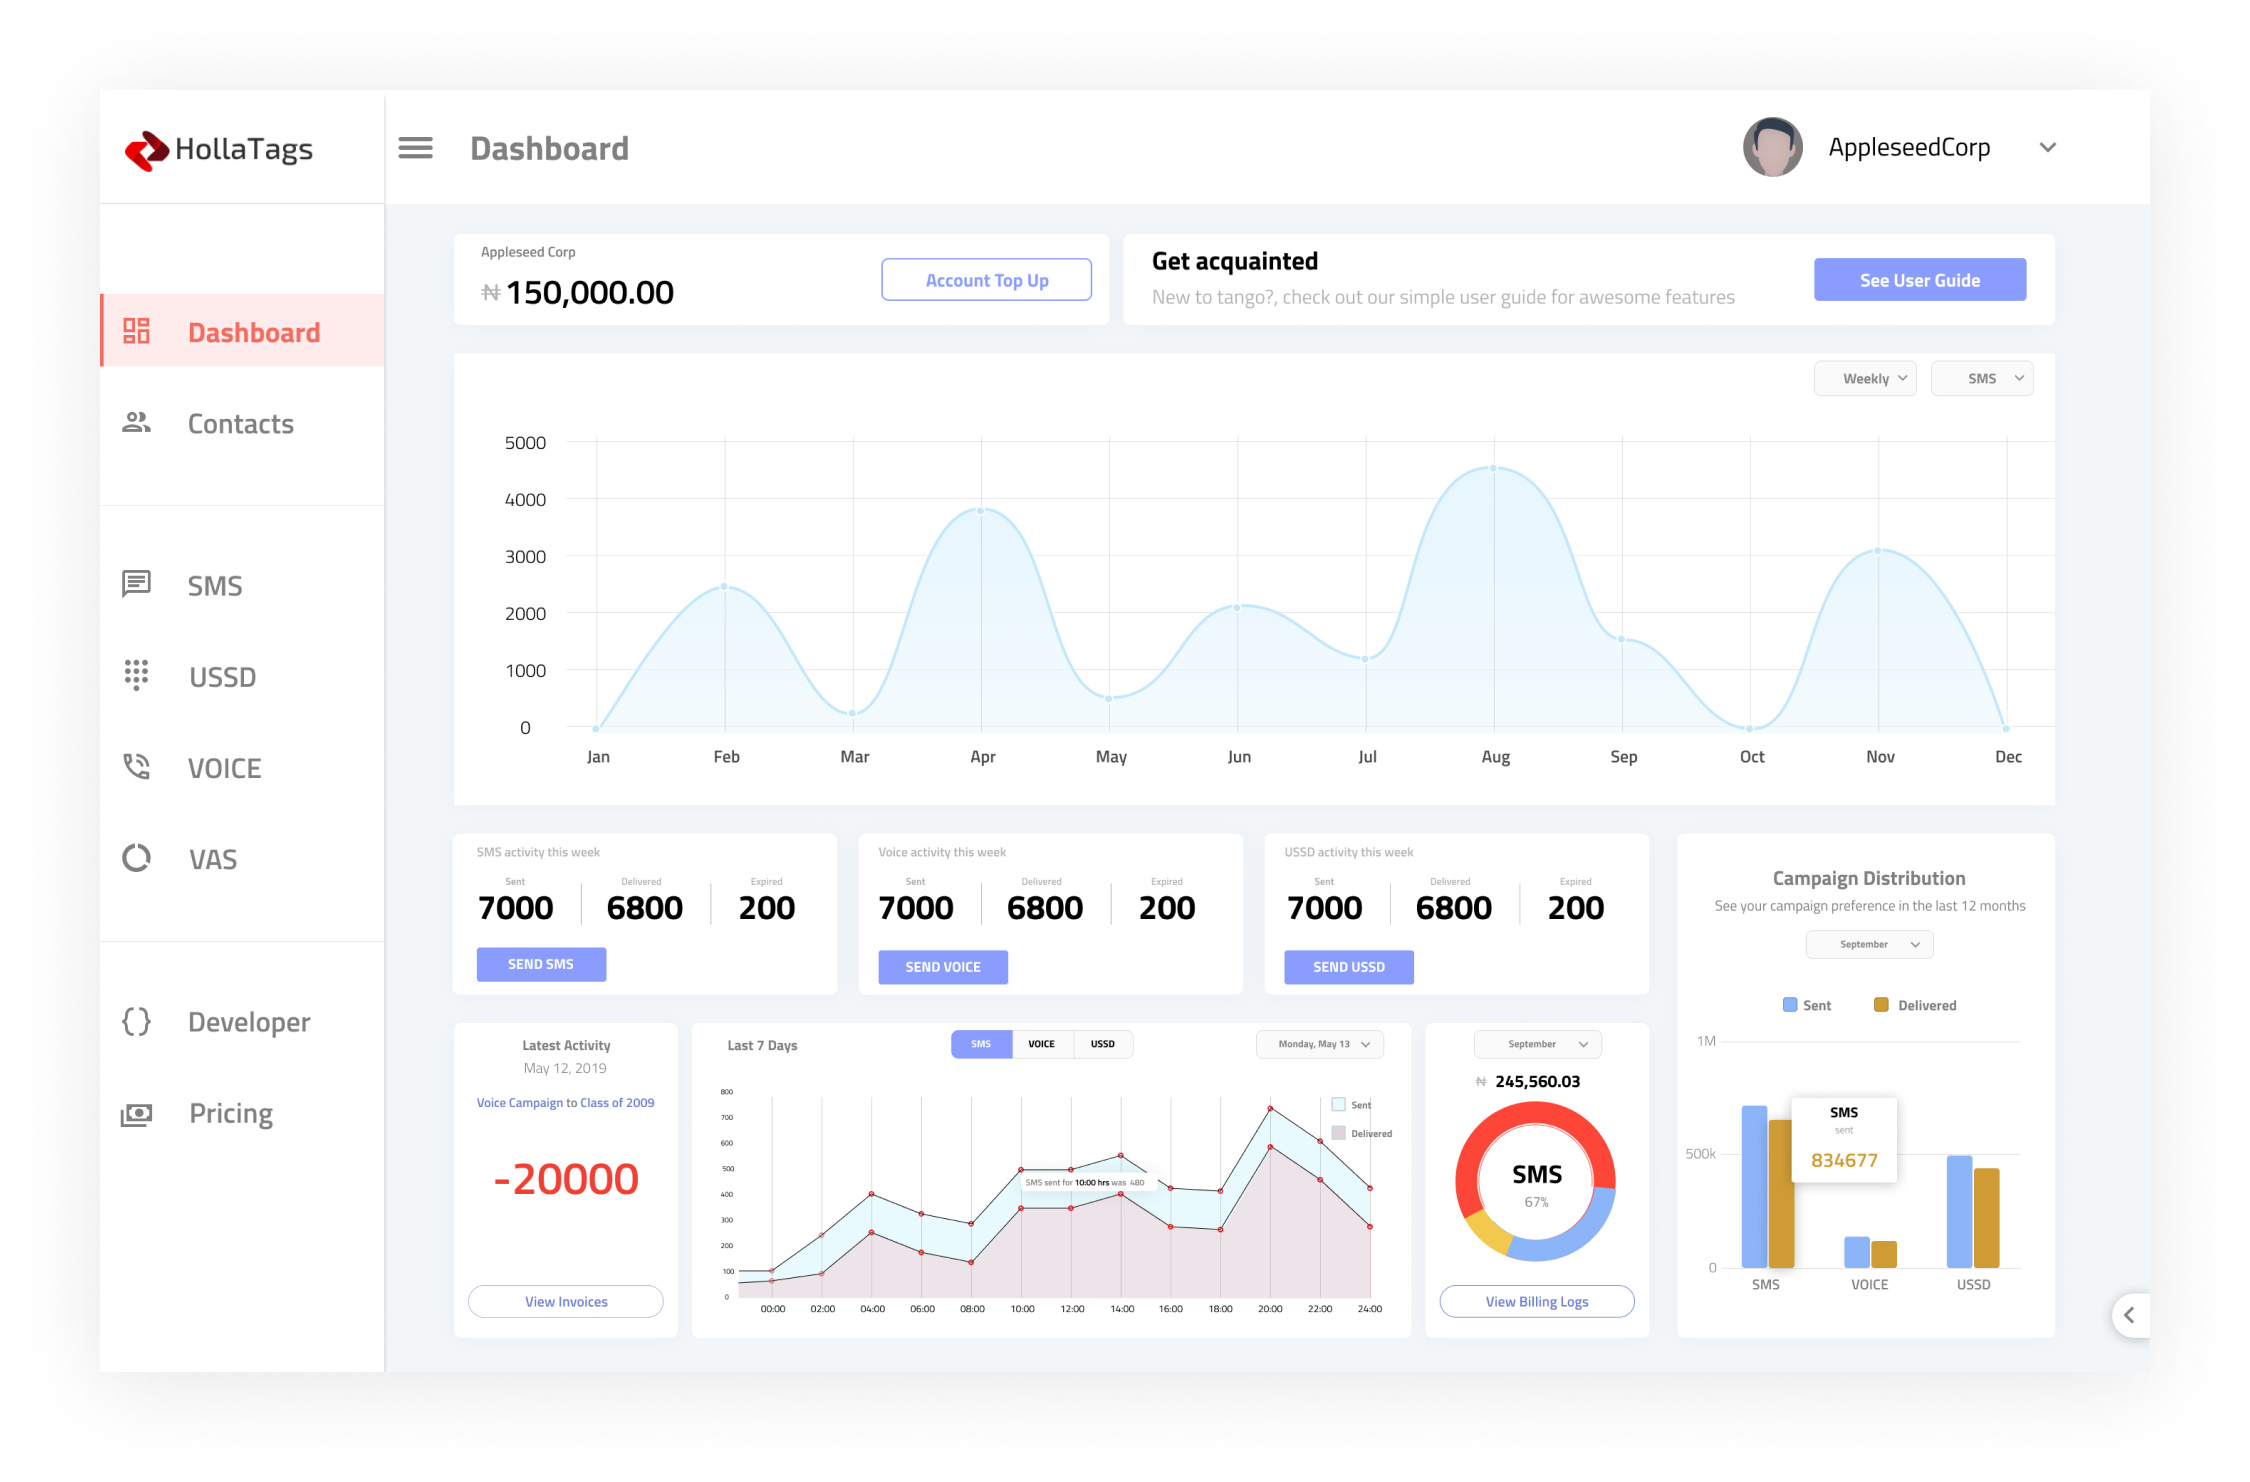 HollaTags
Dashboard
AppleseedCorp
Dashboard
Contacts
SMS
USSD
VOICE
VAS
Developer
Pricing
Appleseed Corp
₦ 150,000.00
Account Top Up
Get acquainted
New to tango?, check out our simple user guide for awesome features
See User Guide
Weekly
SMS
5000
4000
3000
2000
1000
0
Jan Feb Mar Apr May Jun Jul Aug Sep Oct Nov Dec
SMS activity this week
Sent Delivered Expired
7000 6800 200
SEND SMS
Voice activity this week
Sent Delivered Expired
7000 6800 200
SEND VOICE
USSD activity this week
Sent Delivered Expired
7000 6800 200
SEND USSD
Latest Activity
May 12, 2019
Voice Campaign to Class of 2009
-20000
View Invoices
Last 7 Days
SMS VOICE USSD
Monday, May 13
800
700
600
500
400
300
200
100
0
Sent
Delivered
SMS sent for 10:00 hrs was 480
00:00 02:00 04:00 06:00 08:00 10:00 12:00 14:00 16:00 18:00 20:00 22:00 24:00
September
₦ 245,560.03
SMS
67%
View Billing Logs
Campaign Distribution
See your campaign preference in the last 12 months
September
Sent Delivered
1M
500k
0
SMS
sent
834677
SMS VOICE USSD